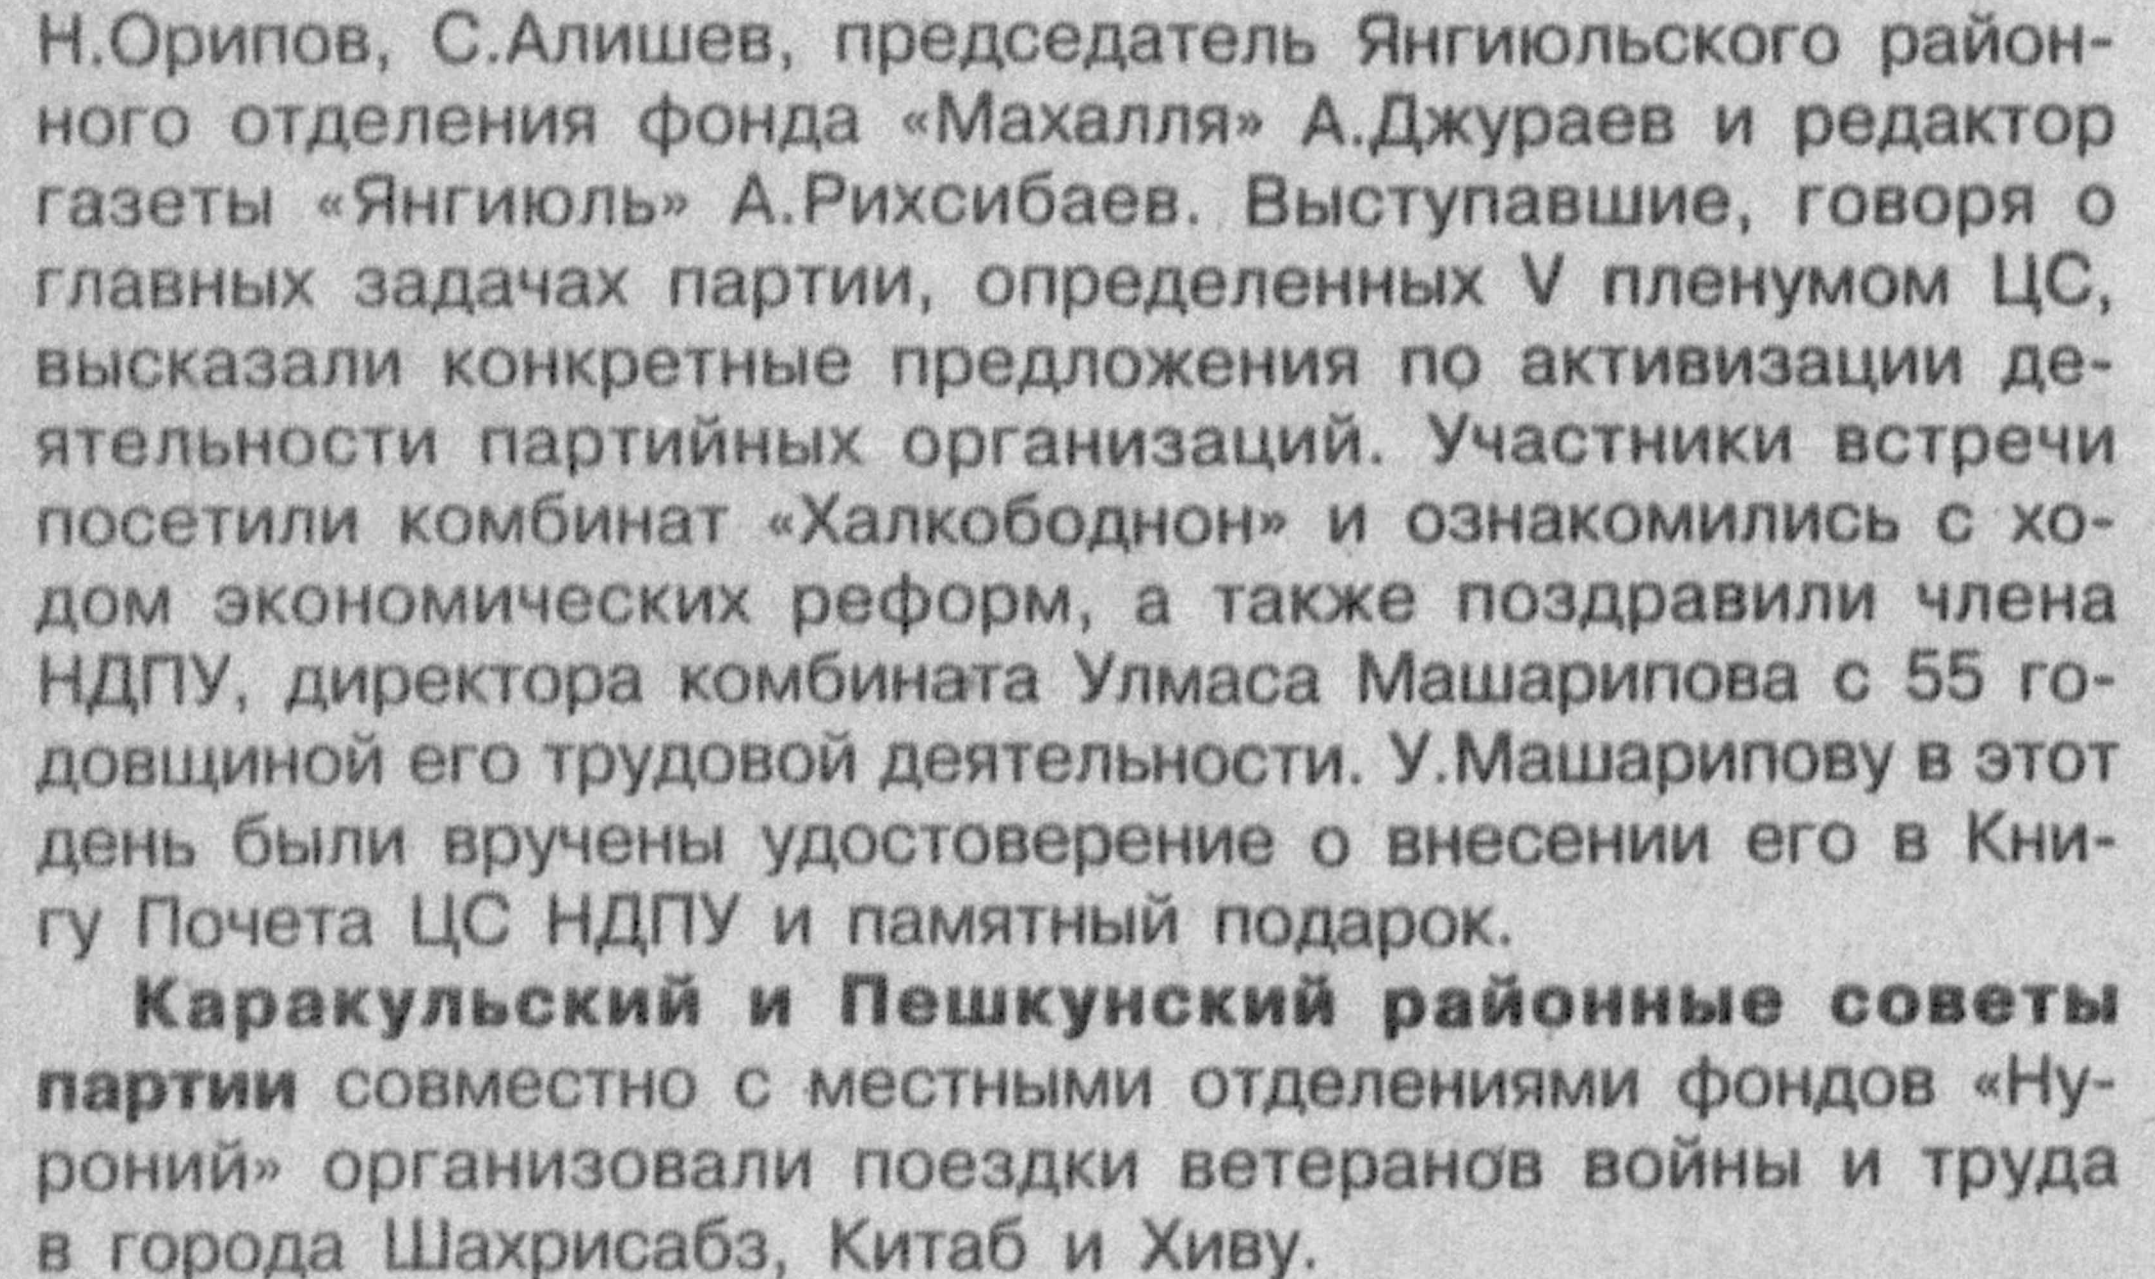 Н.Орипов, С.Алишев, председатель Янгиюльского район-
ного отделения фонда «Махалля» А.Джураев и редактор
газеты «Янгиюль» А.Рихсибаев. Выступавшие, говоря о
главных задачах партии, определенных V пленумом ЦС,
высказали конкретные предложения по активизации де-
ятельности партийных организаций. Участники встречи
посетили комбинат «Халкободнон» и ознакомились с хо-
дом экономических реформ, а также поздравили члена
НДПУ, директора комбината Улмаса Машарипова с 55 го-
довщиной его трудовой деятельности. У.Машарипову в этот
день были вручены удостоверение о внесении его в Кни-
гу Почета ЦС НДПУ и памятный подарок.
Каракульский и Пешкунский районные советы
партии совместно с местными отделениями фондов «Ну-
роний» организовали поездки ветеранов войны и труда
в города Шахрисабз, Китаб и Хиву.